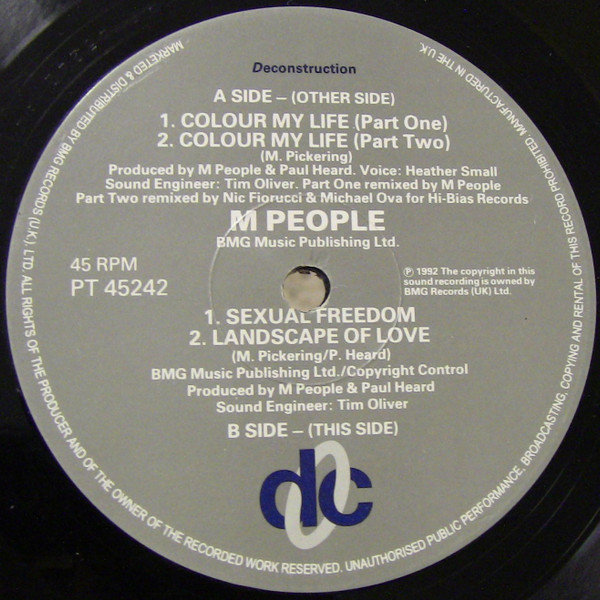 Deconstruction
A SIDE – (OTHER SIDE)
1. COLOUR MY LIFE (Part One)
2. COLOUR MY LIFE (Part Two)
(M. Pickering)
Produced by M People & Paul Heard. Voice: Heather Small
Sound Engineer: Tim Oliver. Part One remixed by M People
Part Two remixed by Nic Fiorucci & Michael Ova for Hi-Bias Records
M PEOPLE
BMG Music Publishing Ltd.
45 RPM
PT 45242
℗ 1992 The copyright in this
sound recording is owned by
BMG Records (UK) Ltd.
1. SEXUAL FREEDOM
2. LANDSCAPE OF LOVE
(M. Pickering/P. Heard)
BMG Music Publishing Ltd./Copyright Control
Produced by M People & Paul Heard
Sound Engineer: Tim Oliver
B SIDE – (THIS SIDE)
dc
MARKETED & DISTRIBUTED BY BMG RECORDS (U.K.), LTD. ALL RIGHTS OF THE PRODUCER AND OF THE OWNER OF THE RECORDED WORK RESERVED. UNAUTHORISED PUBLIC PERFORMANCE, BROADCASTING, COPYING AND RENTAL OF THIS RECORD PROHIBITED. MANUFACTURED IN THE U.K.